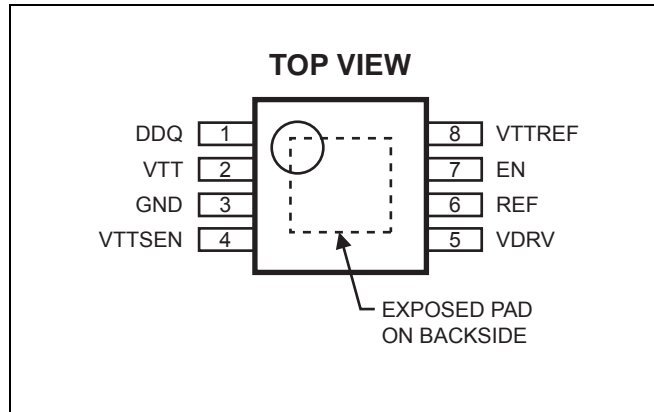 TOP VIEW
DDQ 1 8 VTTREF
VTT 2 7 EN
GND 3 6 REF
VTTSEN 4 5 VDRV
EXPOSED PAD
ON BACKSIDE